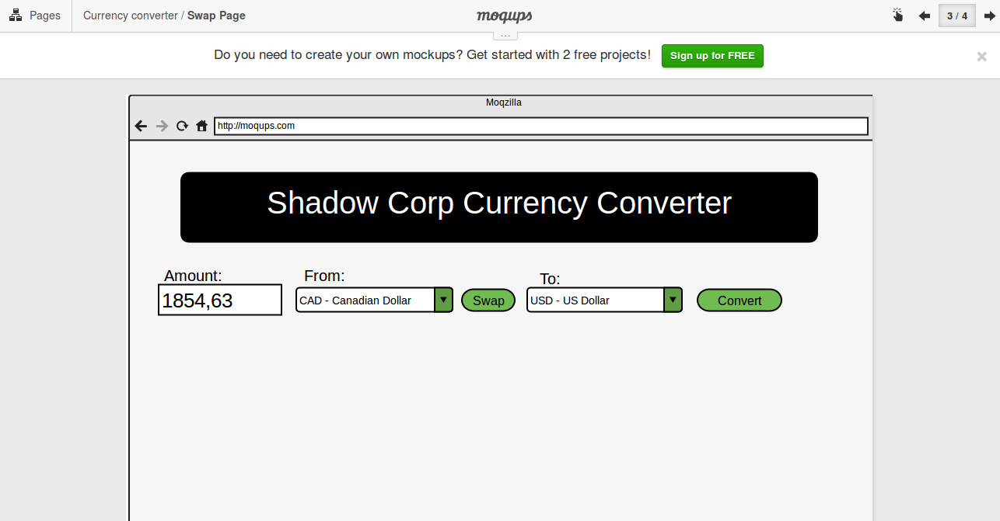 Pages
Currency converter / Swap Page
moqups
3 / 4
...
Do you need to create your own mockups? Get started with 2 free projects!
Sign up for FREE
Moqzilla
http://moqups.com
Shadow Corp Currency Converter
Amount:
From:
To:
1854,63
CAD - Canadian Dollar
Swap
USD - US Dollar
Convert